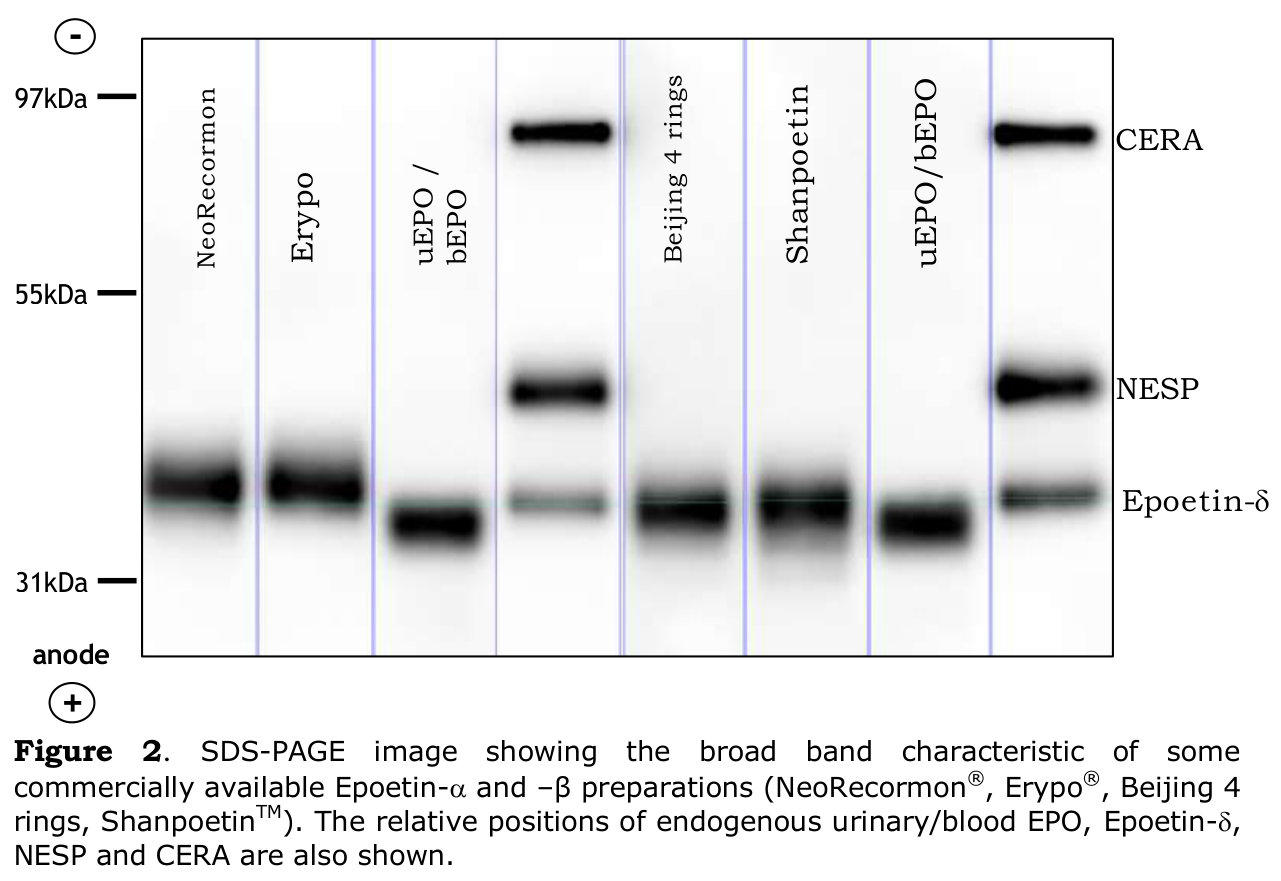 -
97kDa
NeoRecormon
Erypo
uEPO /
bEPO
Beijing 4 rings
Shanpoetin
uEPO/bEPO
CERA
55kDa
NESP
Epoetin-δ
31kDa
anode
+
Figure 2. SDS-PAGE image showing the broad band characteristic of some
commercially available Epoetin-α and –β preparations (NeoRecormon®, Erypo®, Beijing 4
rings, Shanpoetin™). The relative positions of endogenous urinary/blood EPO, Epoetin-δ,
NESP and CERA are also shown.